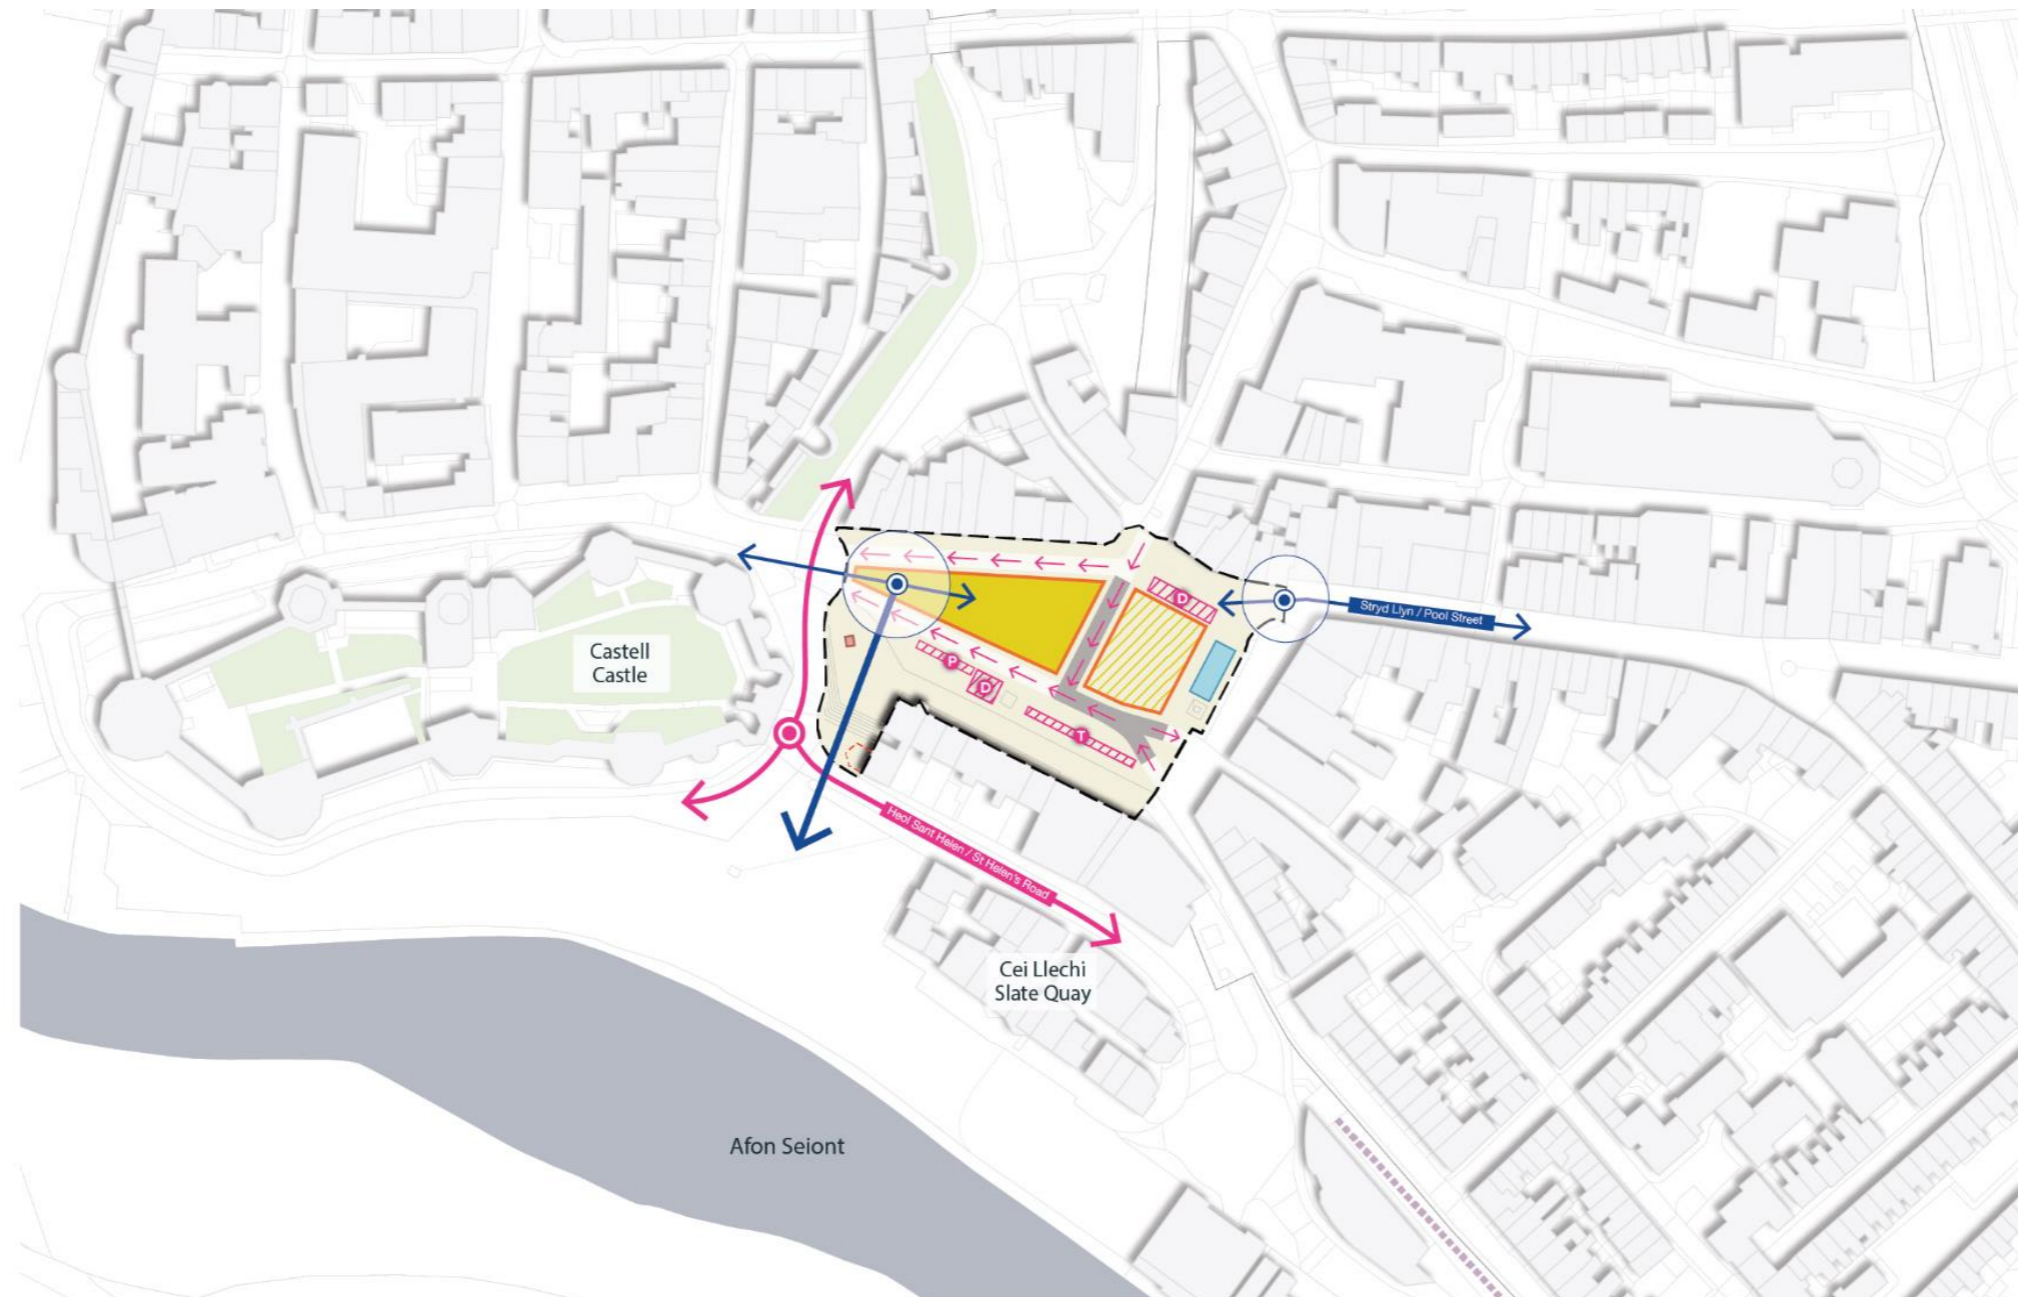 D
Stryd Llyn / Pool Street
Castell
Castle
P
D
T
Heol Sant Helen / St Helen's Road
Cei Llechi
Slate Quay
Afon Seiont